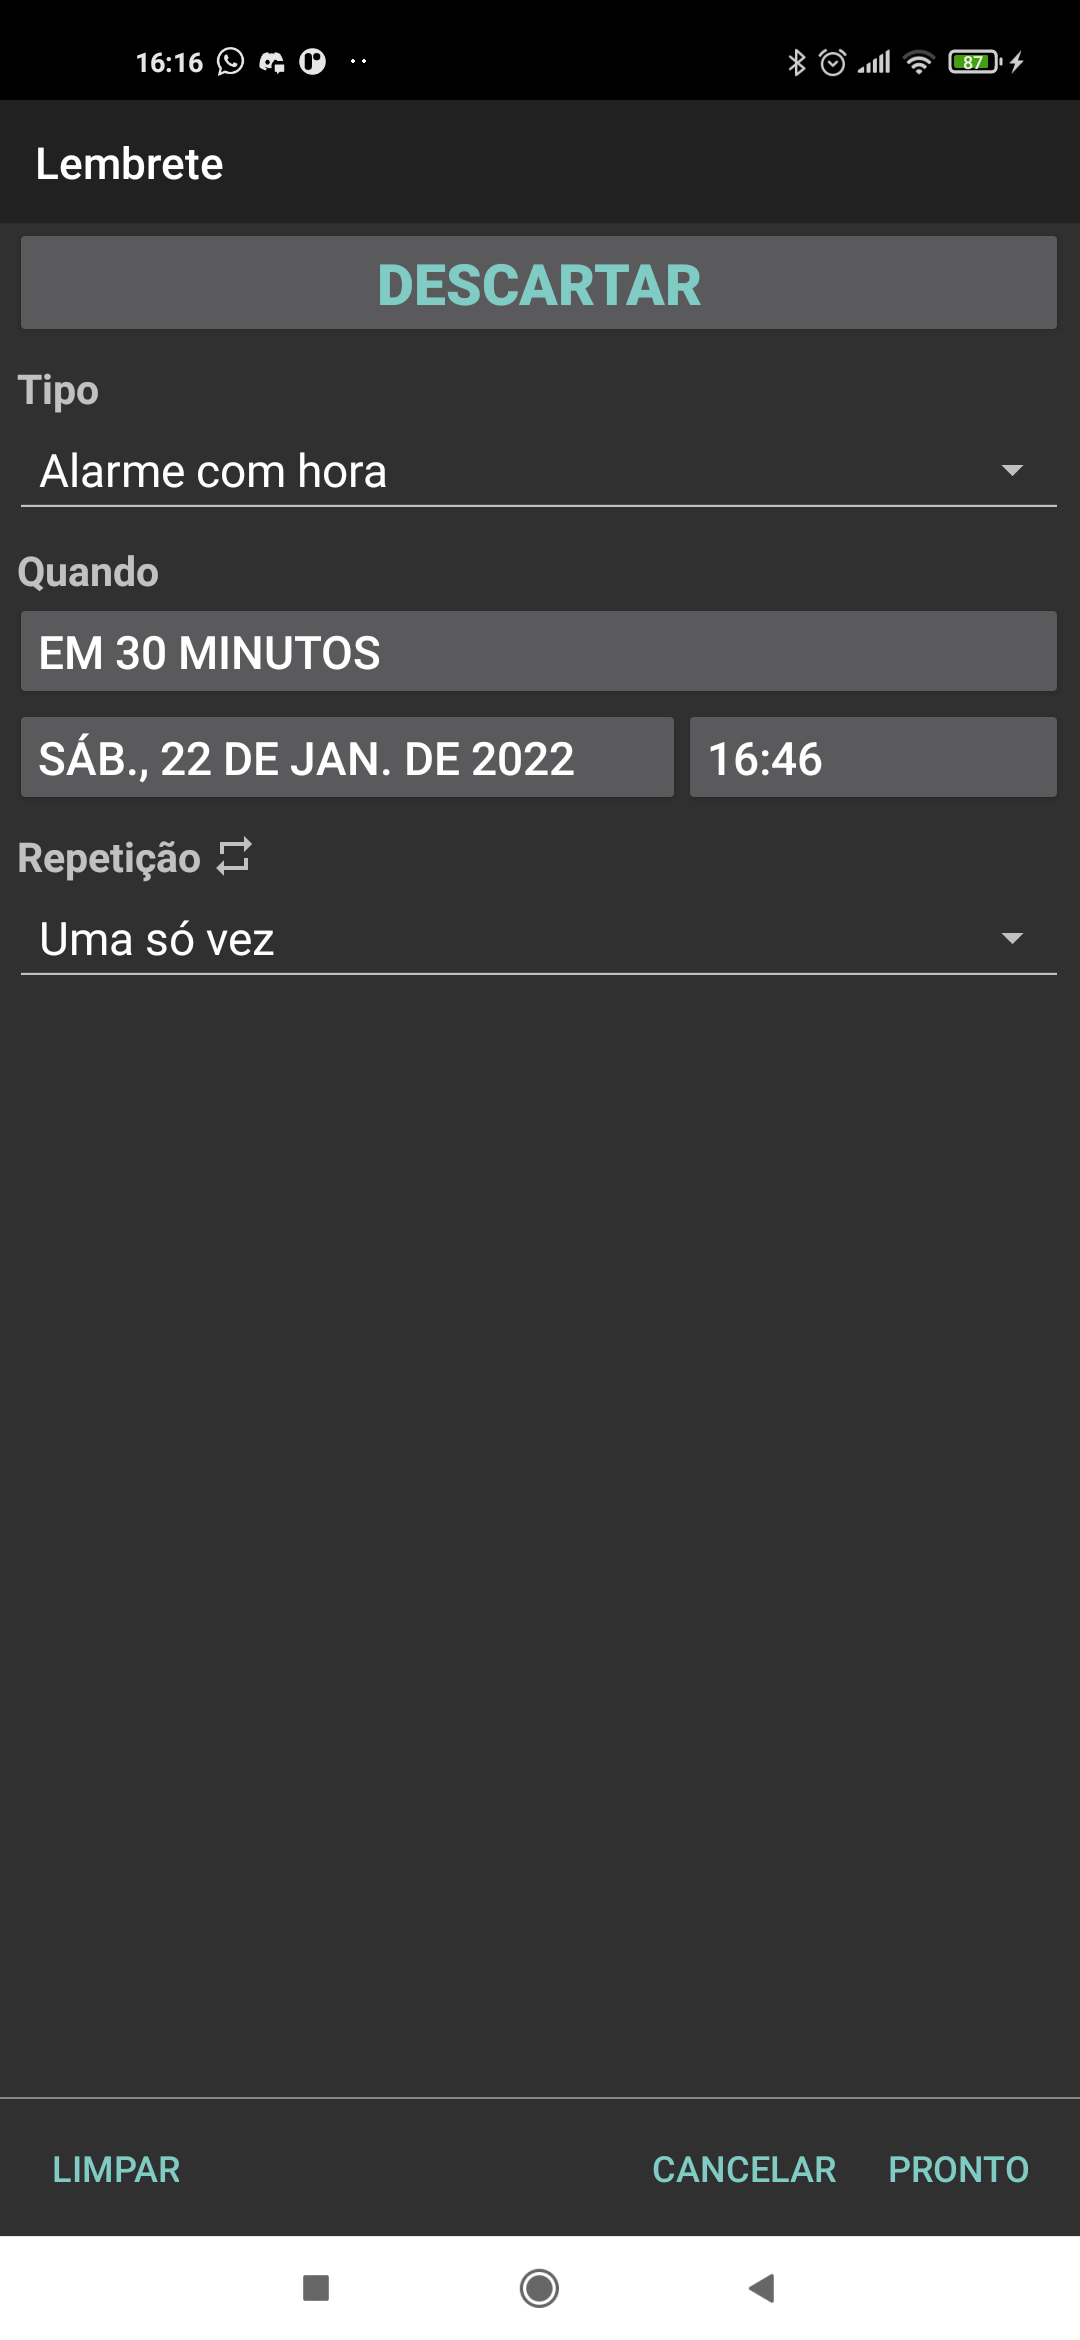 16:16 87
Lembrete
DESCARTAR
Tipo
Alarme com hora
Quando
EM 30 MINUTOS
SÁB., 22 DE JAN. DE 2022 16:46
Repetição
Uma só vez
LIMPAR CANCELAR PRONTO